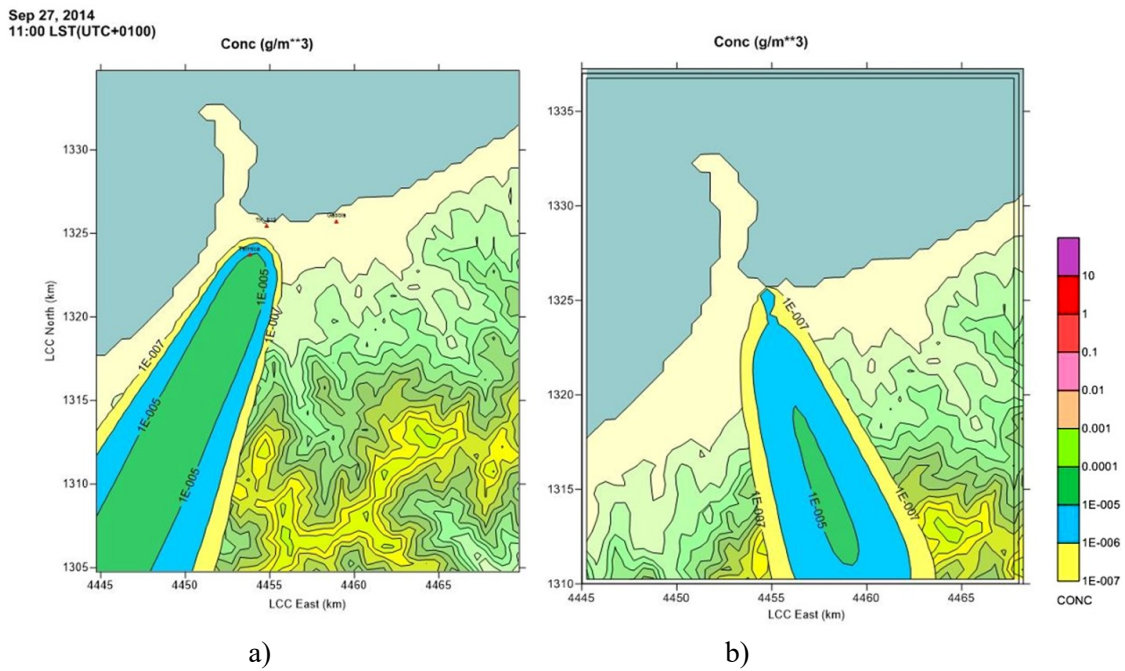 Sep 27, 2014
11:00 LST(UTC+0100)
Conc (g/m**3)
LCC North (km)
1330
1325
1320
1315
1310
1305
1E-005
1E-007
1E-007
1E-005
1E-005
4445 4450 4455 4460 4465
LCC East (km)
a)
Conc (g/m**3)
1335
1330
1325
1320
1315
1310
1E-007
1E-007
1E-005
1E-007
4445 4450 4455 4460 4465
LCC East (km)
b)
10
1
0.1
0.01
0.001
0.0001
1E-005
1E-006
1E-007
CONC